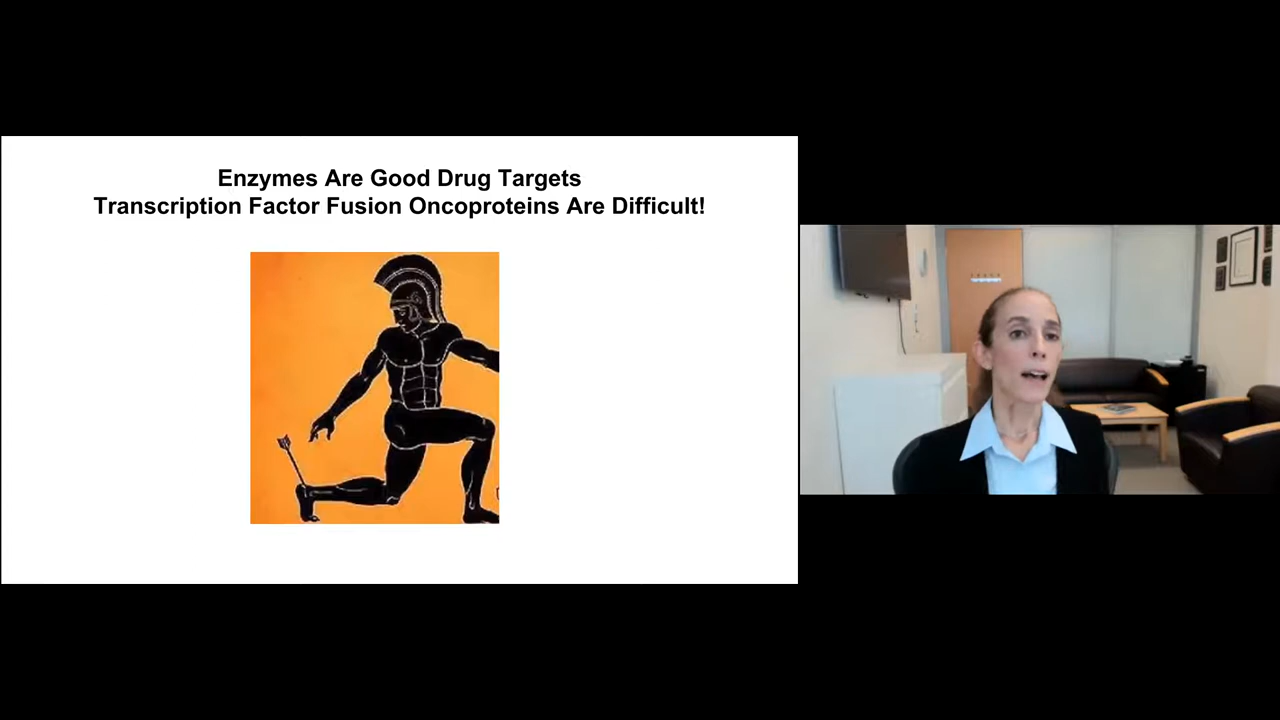 Enzymes Are Good Drug Targets
Transcription Factor Fusion Oncoproteins Are Difficult!